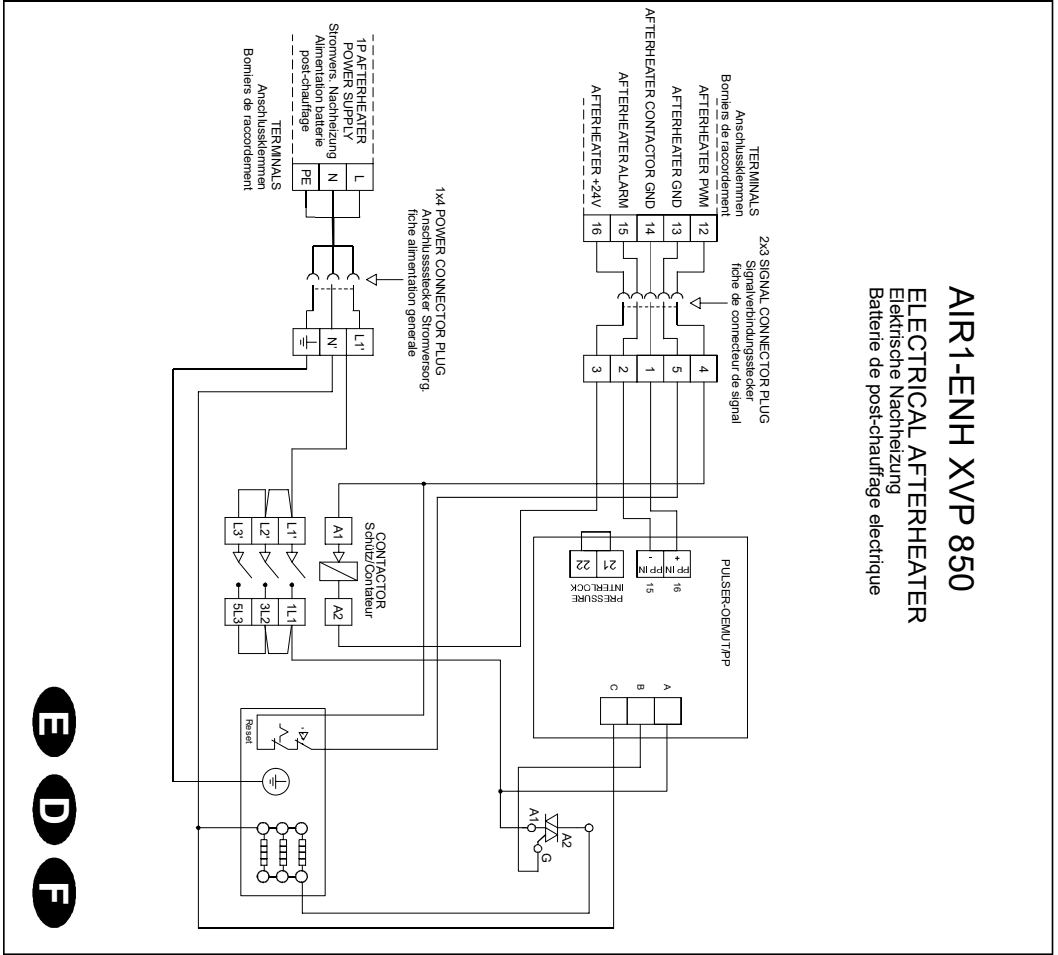 AIR1-ENH XVP 850
ELECTRICAL AFTERHEATER
Elektrische Nachheizung
Batterie de post-chauffage electrique
TERMINALS
Anschlussklemmen
Borniers de raccordement
AFTERHEATER PWM
AFTERHEATER GND
AFTERHEATER CONTACTOR GND
AFTERHEATER ALARM
AFTERHEATER +24V
12
13
14
15
16
2x3 SIGNAL CONNECTOR PLUG
Signalverbindungsstecker
fiche de connecteur de signal
4
5
1
2
3
PULSER-OEMUT/PP
+ PP IN
- PP IN
16
15
21
22
PRESSURE
INTERLOCK
A
B
C
A1
A2
G
1P AFTERHEATER
POWER SUPPLY
Stromvers. Nachheizung
Alimentation batterie
post-chauffage
L
N
PE
TERMINALS
Anschlussklemmen
Borniers de raccordement
1x4 POWER CONNECTOR PLUG
Anschlusssstecker Stromversorg.
fiche alimentation generale
L1'
N'
CONTACTOR
Schütz/Contateur
A1
A2
L1'
L2'
L3'
1L1
3L2
5L3
Reset
E
D
F